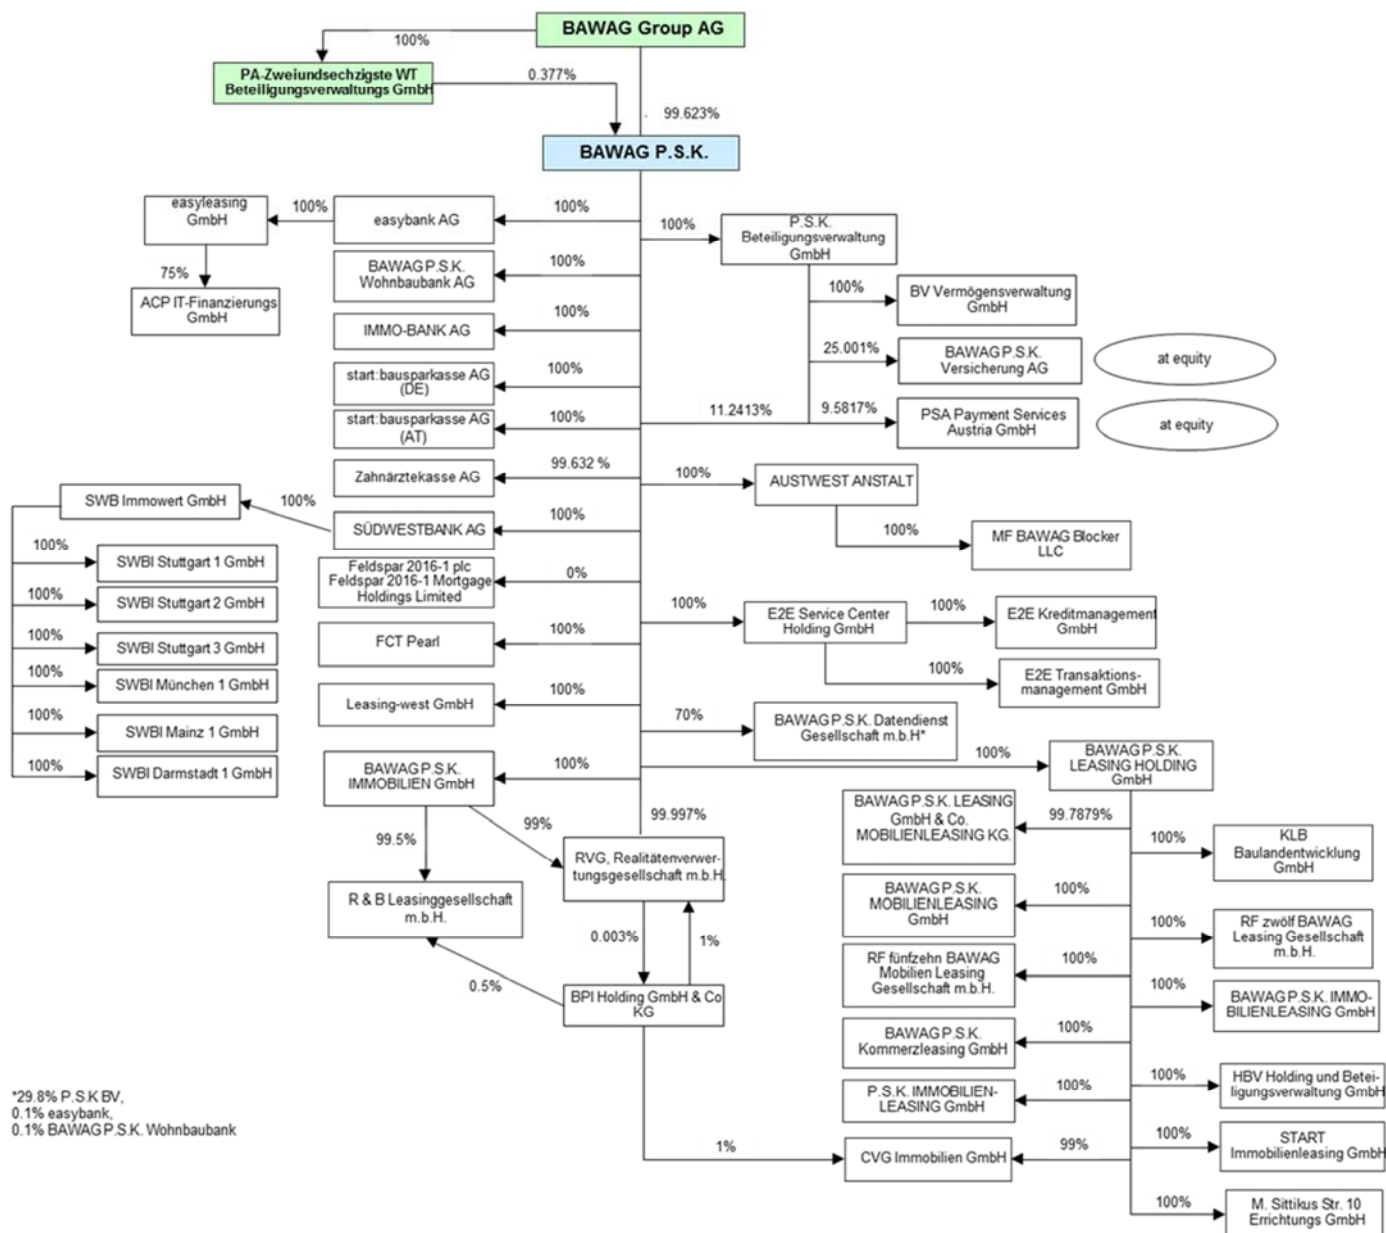 BAWAG Group AG
100%
PA-Zweiundsechzigste WT
Beteiligungsverwaltungs GmbH
0.377%
99.623%
BAWAG P.S.K.
easyleasing
GmbH
100%
easybank AG
100%
75%
ACP IT-Finanzierungs
GmbH
BAWAG P.S.K.
Wohnbaubank AG
100%
IMMO-BANK AG
100%
start:bausparkasse AG
(DE)
100%
start:bausparkasse AG
(AT)
100%
Zahnärztekasse AG
99.632 %
SWB Immowert GmbH
100%
SÜDWESTBANK AG
100%
100%
SWBI Stuttgart 1 GmbH
100%
SWBI Stuttgart 2 GmbH
100%
SWBI Stuttgart 3 GmbH
100%
SWBI München 1 GmbH
100%
SWBI Mainz 1 GmbH
100%
SWBI Darmstadt 1 GmbH
Feldspar 2016-1 plc
Feldspar 2016-1 Mortgage
Holdings Limited
0%
FCT Pearl
100%
Leasing-west GmbH
100%
BAWAG P.S.K.
IMMOBILIEN GmbH
100%
99.5%
99%
99.997%
R & B Leasinggesellschaft
m.b.H.
RVG, Realitätenverwer-
tungsgesellschaft m.b.H.
0.003%
1%
0.5%
BPI Holding GmbH & Co
KG
1%
100%
P.S.K.
Beteiligungsverwaltung
GmbH
100%
BV Vermögensverwaltung
GmbH
25.001%
BAWAG P.S.K.
Versicherung AG
at equity
11.2413%
9.5817%
PSA Payment Services
Austria GmbH
at equity
100%
AUSTWEST ANSTALT
100%
MF BAWAG Blocker
LLC
100%
E2E Service Center
Holding GmbH
100%
E2E Kreditmanagement
GmbH
100%
E2E Transaktions-
management GmbH
70%
BAWAG P.S.K. Datendienst
Gesellschaft m.b.H*
100%
BAWAG P.S.K.
LEASING HOLDING
GmbH
BAWAG P.S.K. LEASING
GmbH & Co.
MOBILIENLEASING KG.
99.7879%
100%
KLB
Baulandentwicklung
GmbH
BAWAG P.S.K.
MOBILIENLEASING
GmbH
100%
100%
RF zwölf BAWAG
Leasing Gesellschaft
m.b.H.
RF fünfzehn BAWAG
Mobilien Leasing
Gesellschaft m.b.H.
100%
100%
BAWAG P.S.K. IMMO-
BILIENLEASING GmbH
BAWAG P.S.K.
Kommerzleasing GmbH
100%
100%
HBV Holding und Betei-
ligungsverwaltung GmbH
P.S.K. IMMOBILIEN-
LEASING GmbH
100%
100%
START
Immobilienleasing GmbH
CVG Immobilien GmbH
99%
100%
M. Sittikus Str. 10
Errichtungs GmbH
*29.8% P.S.K BV,
0.1% easybank,
0.1% BAWAG P.S.K. Wohnbaubank